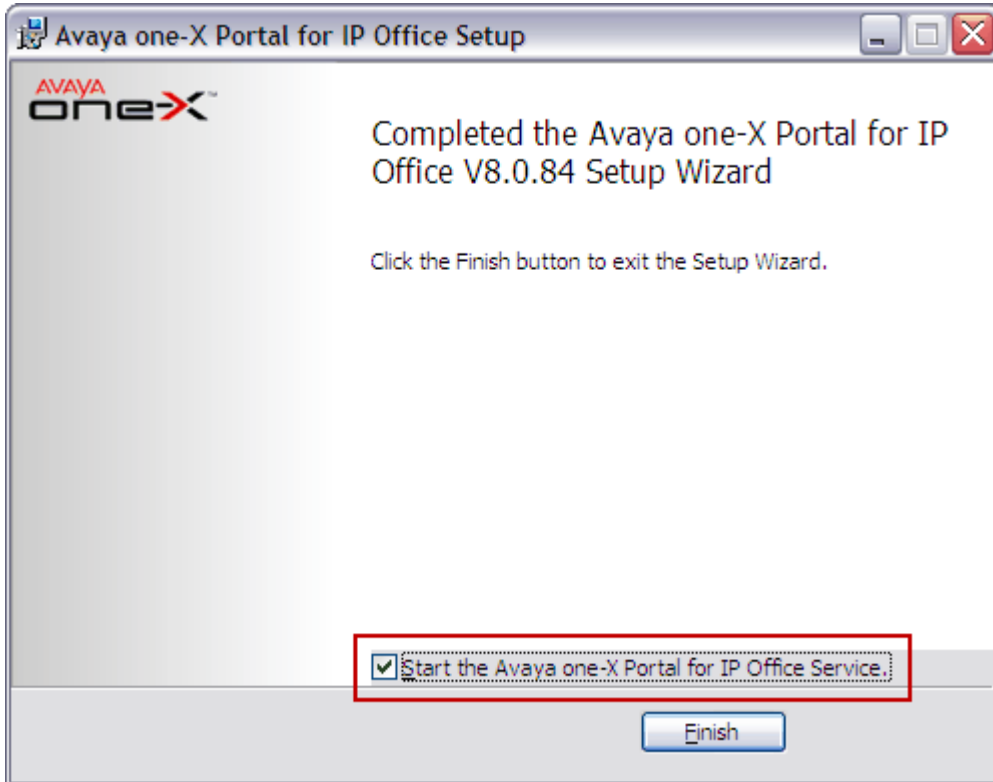 Avaya one-X Portal for IP Office Setup
AVAYA
one-X™
Completed the Avaya one-X Portal for IP
Office V8.0.84 Setup Wizard
Click the Finish button to exit the Setup Wizard.
Start the Avaya one-X Portal for IP Office Service.
Finish